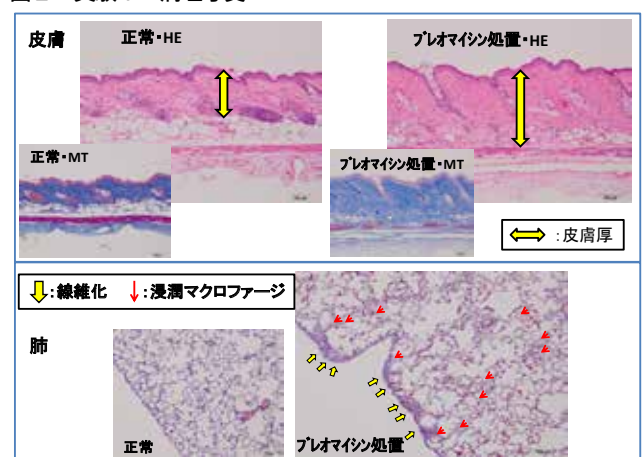 皮膚
正常・HE
ブレオマイシン処置・HE
正常・MT
ブレオマイシン処置・MT
:皮膚厚
:線維化 :浸潤マクロファージ
肺
正常
ブレオマイシン処置